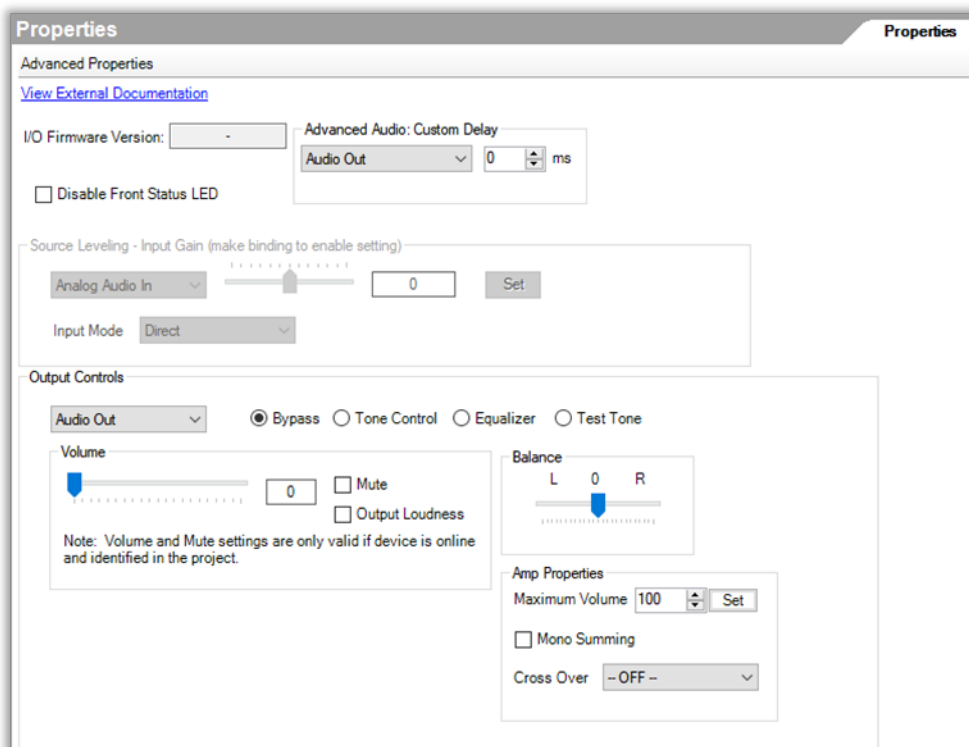 Properties
Properties
Advanced Properties
View External Documentation
I/O Firmware Version: -
Advanced Audio: Custom Delay
Audio Out 0 ms
Disable Front Status LED
Source Leveling - Input Gain (make binding to enable setting)
Analog Audio In 0 Set
Input Mode Direct
Output Controls
Audio Out Bypass Tone Control Equalizer Test Tone
Volume
0 Mute
Output Loudness
Note: Volume and Mute settings are only valid if device is online
and identified in the project.
Balance
L 0 R
Amp Properties
Maximum Volume 100 Set
Mono Summing
Cross Over -- OFF --